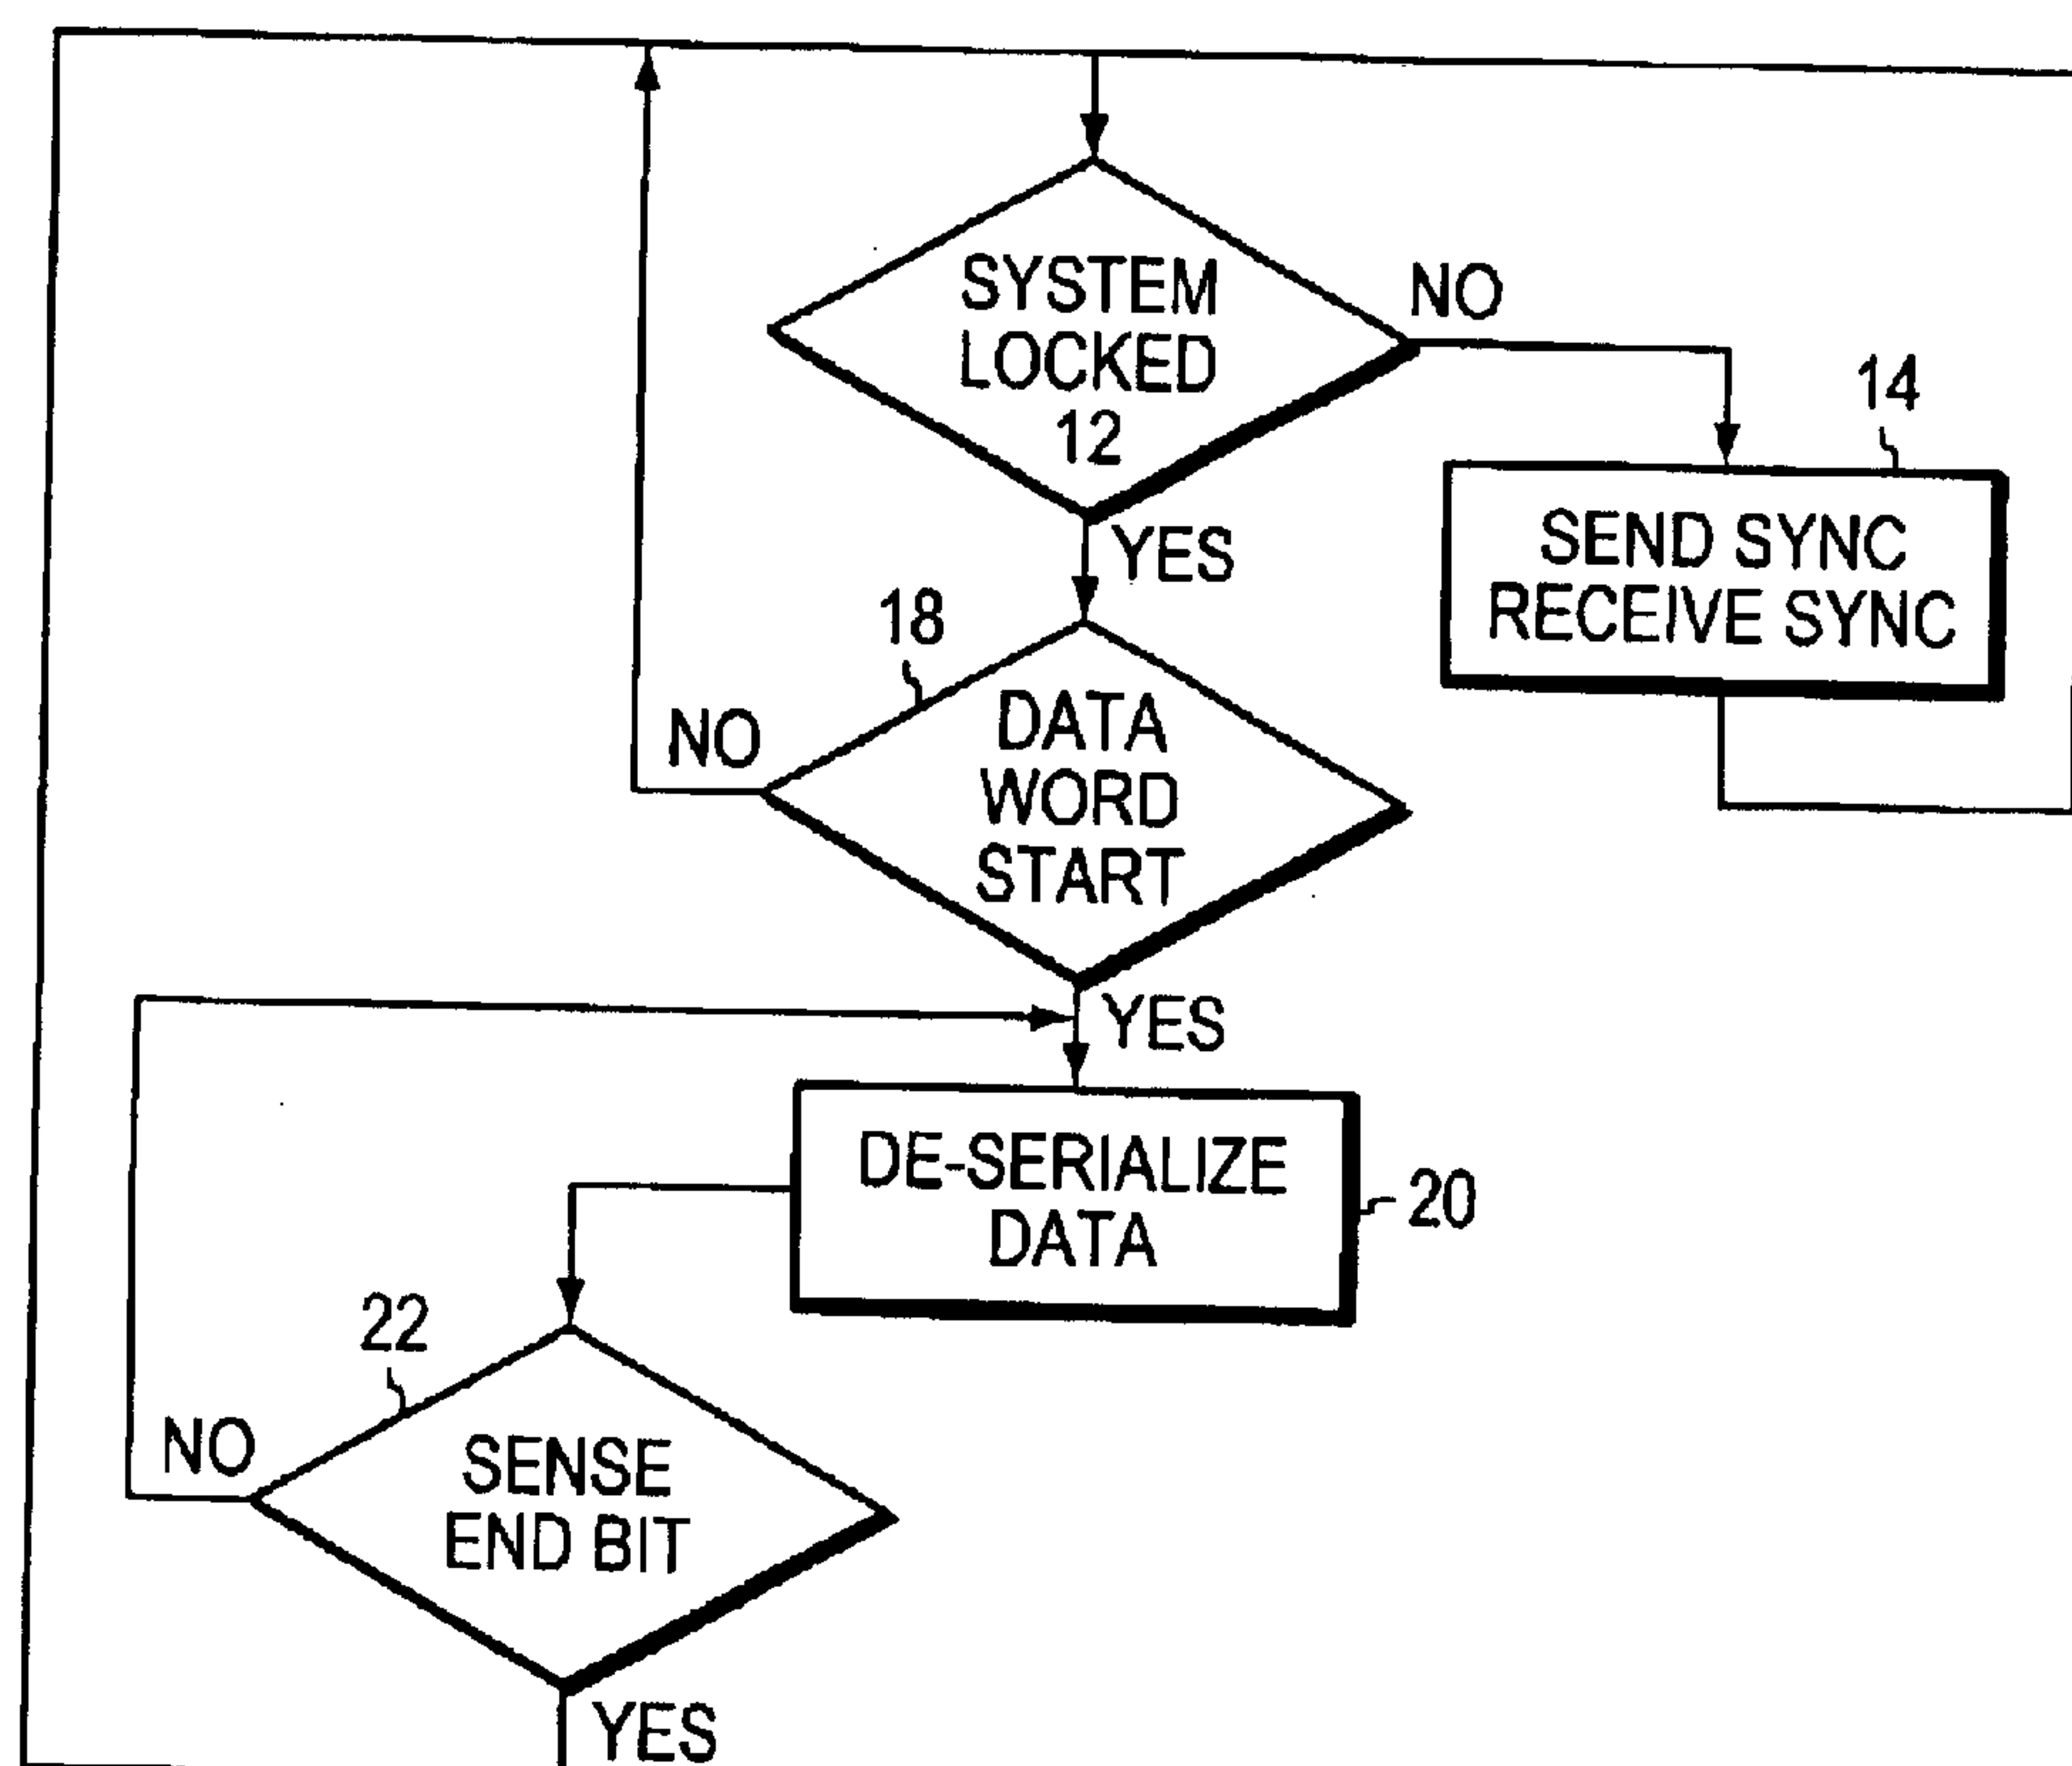 SYSTEM
LOCKED
12
NO
14
SEND SYNC
RECEIVE SYNC
YES
18
NO
DATA
WORD
START
YES
DE-SERIALIZE
DATA
20
22
NO
SENSE
END BIT
YES